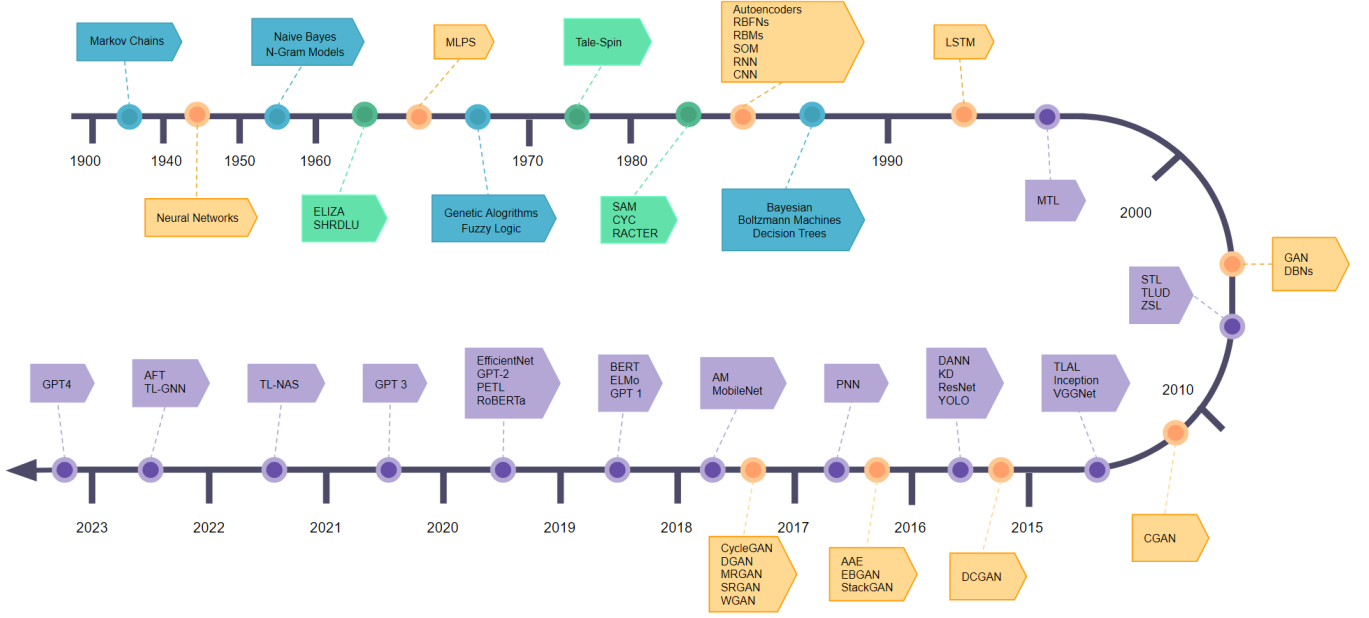 Markov Chains
Naive Bayes
N-Gram Models
MLPS
Tale-Spin
Autoencoders
RBFNs
RBMs
SOM
RNN
CNN
LSTM
1900
1940
1950
1960
1970
1980
1990
2000
Neural Networks
ELIZA
SHRDLU
Genetic Alogrithms
Fuzzy Logic
SAM
CYC
RACTER
Bayesian
Boltzmann Machines
Decision Trees
MTL
GAN
DBNs
STL
TLUD
ZSL
2010
GPT4
AFT
TL-GNN
TL-NAS
GPT 3
EfficientNet
GPT-2
PETL
RoBERTa
BERT
ELMo
GPT 1
AM
MobileNet
PNN
DANN
KD
ResNet
YOLO
TLAL
Inception
VGGNet
2023
2022
2021
2020
2019
2018
2017
2016
2015
CycleGAN
DGAN
MRGAN
SRGAN
WGAN
AAE
EBGAN
StackGAN
DCGAN
CGAN